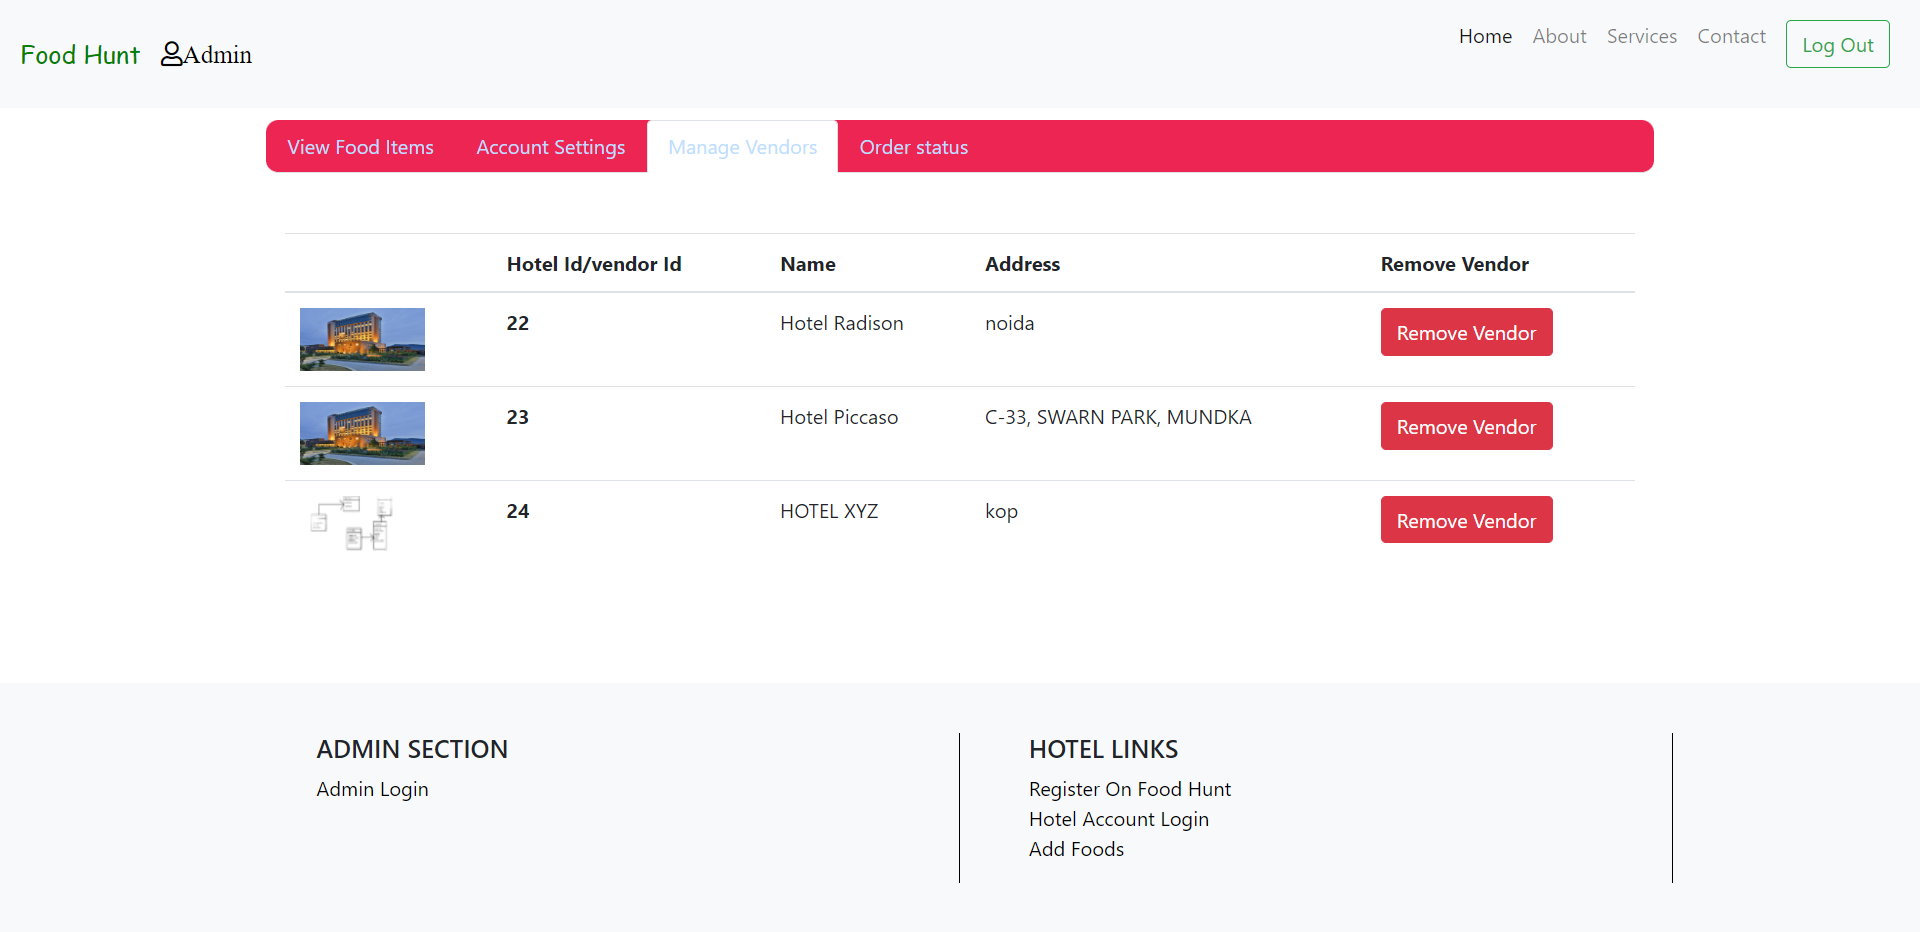 Food Hunt Admin Home About Services Contact Log Out
View Food Items Account Settings Manage Vendors Order status
Hotel Id/vendor Id Name Address Remove Vendor
22 Hotel Radison noida Remove Vendor
23 Hotel Piccaso C-33, SWARN PARK, MUNDKA Remove Vendor
24 HOTEL XYZ kop Remove Vendor
ADMIN SECTION
Admin Login
HOTEL LINKS
Register On Food Hunt
Hotel Account Login
Add Foods